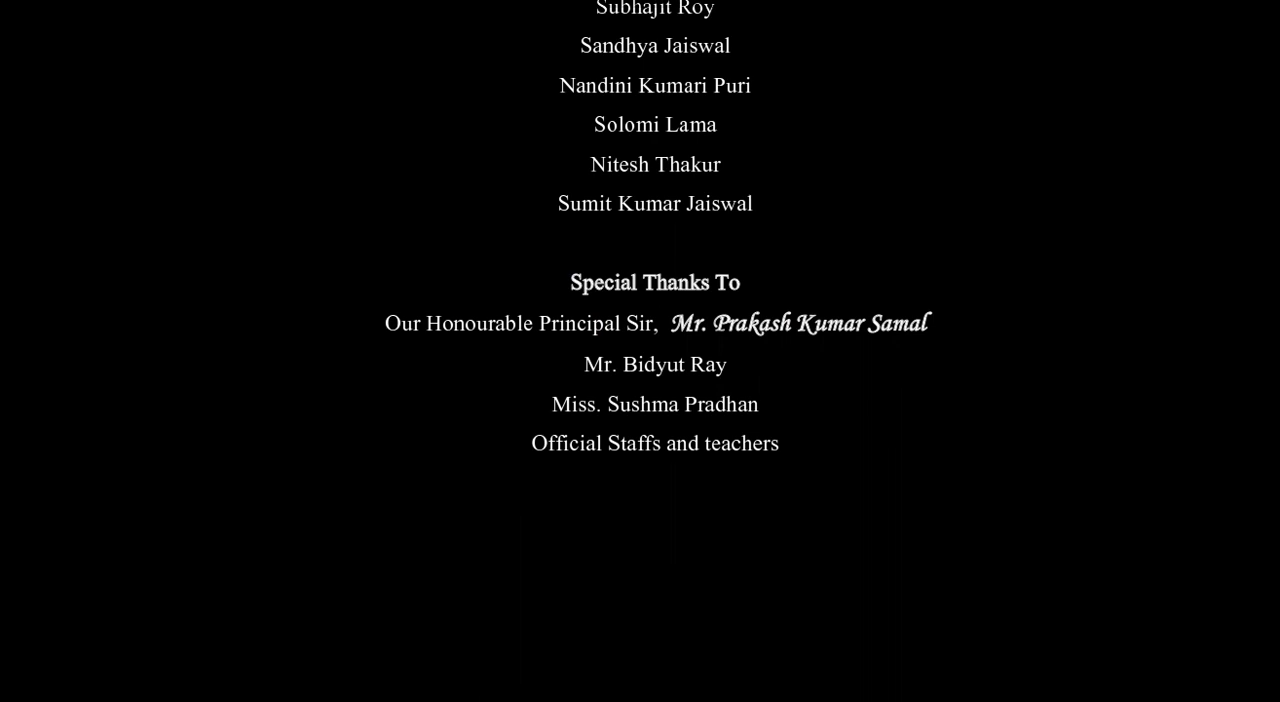 Subhajit Roy
Sandhya Jaiswal
Nandini Kumari Puri
Solomi Lama
Nitesh Thakur
Sumit Kumar Jaiswal
Special Thanks To
Our Honourable Principal Sir, Mr. Prakash Kumar Samal
Mr. Bidyut Ray
Miss. Sushma Pradhan
Official Staffs and teachers